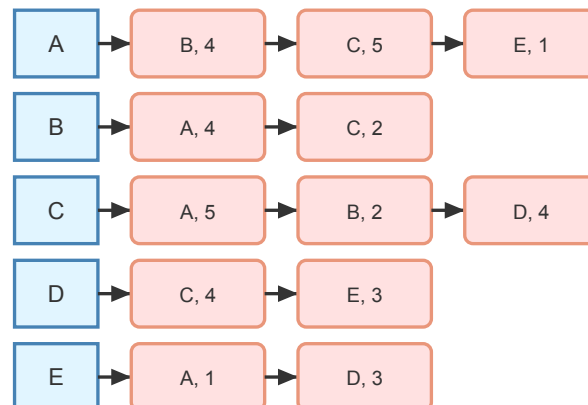 A B, 4 C, 5 E, 1
B A, 4 C, 2
C A, 5 B, 2 D, 4
D C, 4 E, 3
E A, 1 D, 3